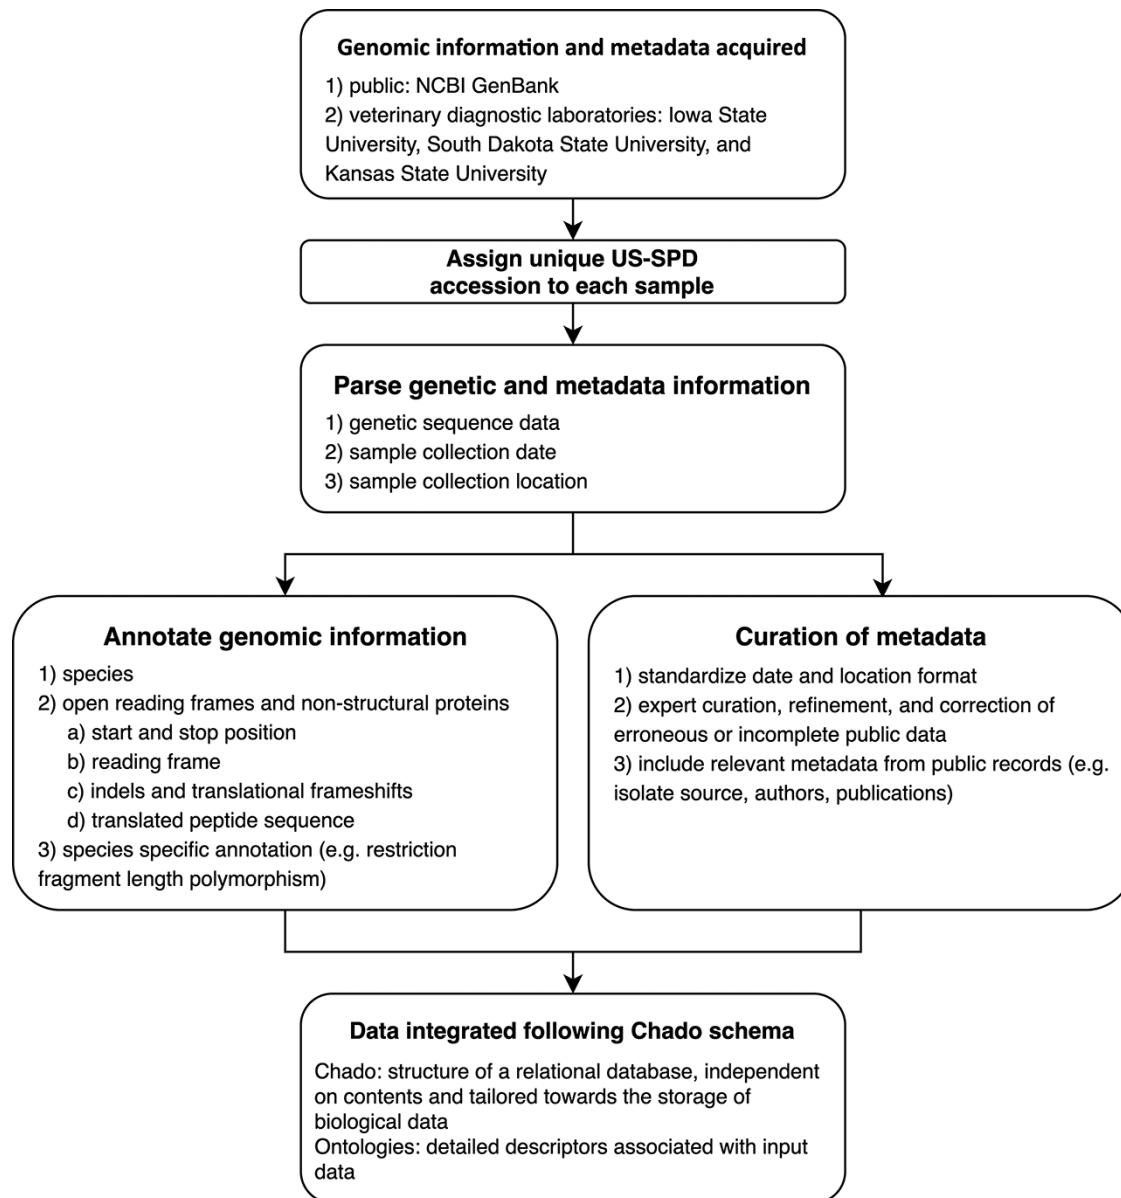 Genomic information and metadata acquired
1) public: NCBI GenBank
2) veterinary diagnostic laboratories: Iowa State
University, South Dakota State University, and
Kansas State University
Assign unique US-SPD
accession to each sample
Parse genetic and metadata information
1) genetic sequence data
2) sample collection date
3) sample collection location
Annotate genomic information
1) species
2) open reading frames and non-structural proteins
a) start and stop position
b) reading frame
c) indels and translational frameshifts
d) translated peptide sequence
3) species specific annotation (e.g. restriction
fragment length polymorphism)
Curation of metadata
1) standardize date and location format
2) expert curation, refinement, and correction of
erroneous or incomplete public data
3) include relevant metadata from public records (e.g.
isolate source, authors, publications)
Data integrated following Chado schema
Chado: structure of a relational database, independent
on contents and tailored towards the storage of
biological data
Ontologies: detailed descriptors associated with input
data